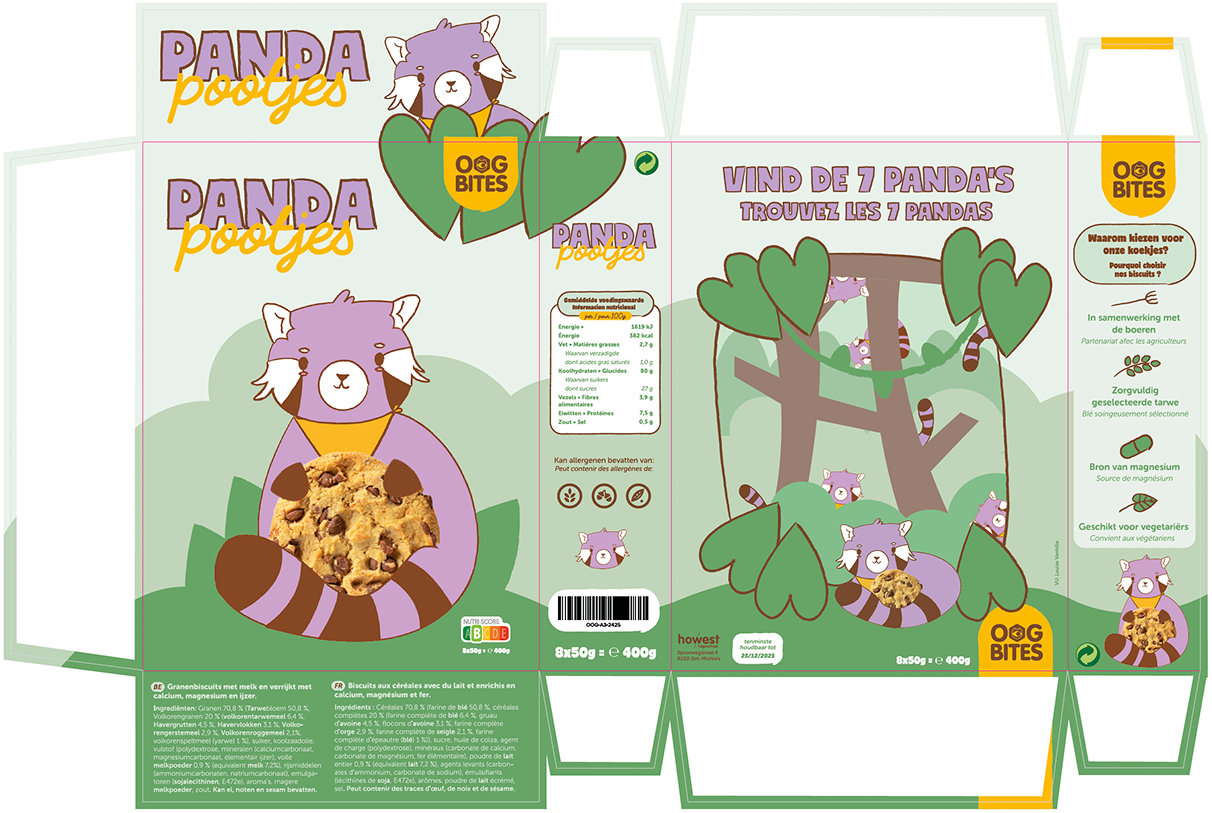 PANDA
pootjes
PANDA
pootjes
OOG
BITES
NUTRI-SCORE
A B C D E
8x50g = ℮ 400g
BE Granenbiscuits met melk en verrijkt met
calcium, magnesium en ijzer.
Ingrediënten: Granen 70,8 % (Tarwebloem 50,8 %,
Volkorengranen 20 % (volkorentarwemeel 6,4 %,
Havergrutten 4,5 %, Havervlokken 3,1 %, Volko-
rengerstemeel 2,9 %, Volkorenroggemeel 2,1%,
volkorenspeltmeel (yarwe) 1 %), suiker, koolzaadolie,
vulstof (polydextrose, mineralen (calciumcarbonaat,
magnesiumcarbonaat, elementair ijzer), volle
melkpoeder 0,9 % (equivalent melk 7,2%), rijsmiddelen
(ammoniumcarbonaten, natriumcarbonaat), emulga-
toren (sojalecithinen, E472e), aroma's, magere
melkpoeder, zout. Kan ei, noten en sesam bevatten.
FR Biscuits aux céréales avec du lait et enrichis en
calcium, magnésium et fer.
Ingrédients : Céréales 70,8 % (farine de blé 50,8 %, céréales
complètes 20 % (farine complète de blé 6,4 %, gruau
d'avoine 4,5 %, flocons d'avoine 3,1 %, farine complète
d'orge 2,9 %, farine complète de seigle 2,1 %, farine
complète d'épeautre (blé) 1 %)), sucre, huile de colza, agent
de charge (polydextrose), minéraux (carbonate de calcium,
carbonate de magnésium, fer élémentaire), poudre de lait
entier 0,9 % (équivalent lait 7,2 %), agents levants (carbon-
ates d'ammonium, carbonate de sodium), émulsifiants
(lécithines de soja, E472e), arômes, poudre de lait écrémé,
sel. Peut contenir des traces d'œuf, de noix et de sésame.
PANDA
pootjes
Gemiddelde voedingswaarde
Informacion nutricional
per / pour 100g
Energie • 1619 kJ
Énergie 382 kcal
Vet • Matières grasses 2,7 g
Waarvan verzadigde
dont acides gras saturés 1,0 g
Koolhydraten • Glucides 80 g
Waarvan suikers
dont sucres 27 g
Vezels • Fibres 3,9 g
alimentaires
Eiwitten • Protéines 7,5 g
Zout • Sel 0,5 g
Kan allergenen bevatten van:
Peut contenir des allergènes de:
OOG-A3-2425
8x50g = ℮ 400g
VIND DE 7 PANDA'S
TROUVEZ LES 7 PANDAS
VU: Louise Vanhille
howest
hogeschool
Spoorwegstraat 4
8200 Sint-Michiels
tenminste
houdbaar tot
25/12/2025
8x50g = ℮ 400g
OOG
BITES
OOG
BITES
Waarom kiezen voor
onze koekjes?
Pourquoi choisir
nos biscuits ?
In samenwerking met
de boeren
Partenariat afec les agriculteurs
Zorgvuldig
geselecteerde tarwe
Blé soingeusement sélectionné
Bron van magnesium
Source de magnésium
Geschikt voor vegetariërs
Convient aux végétariens